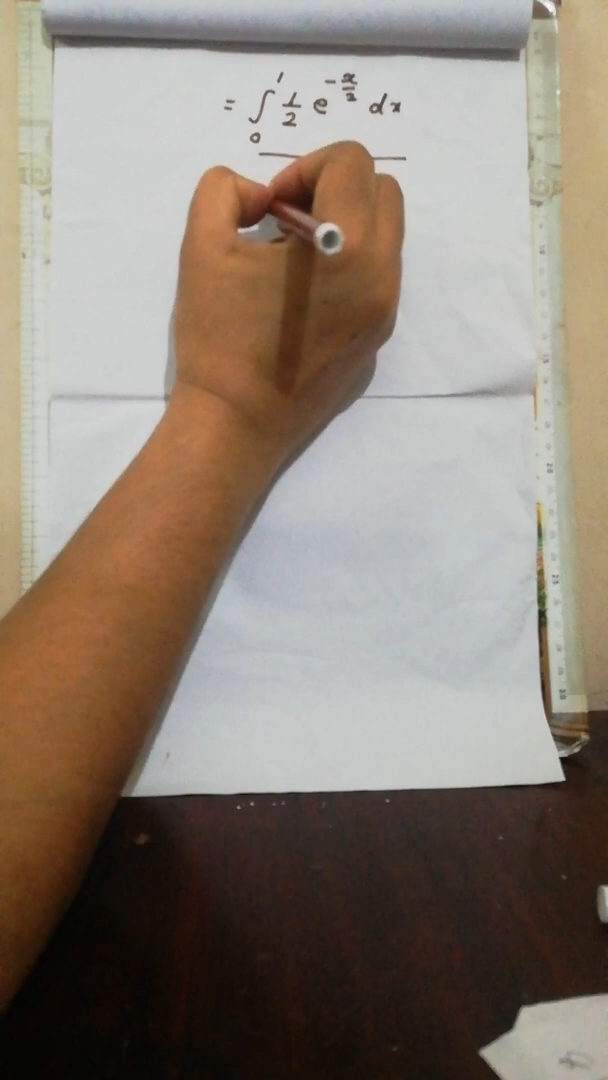 = ∫₀¹ 1/2 e^(-x/2) dx